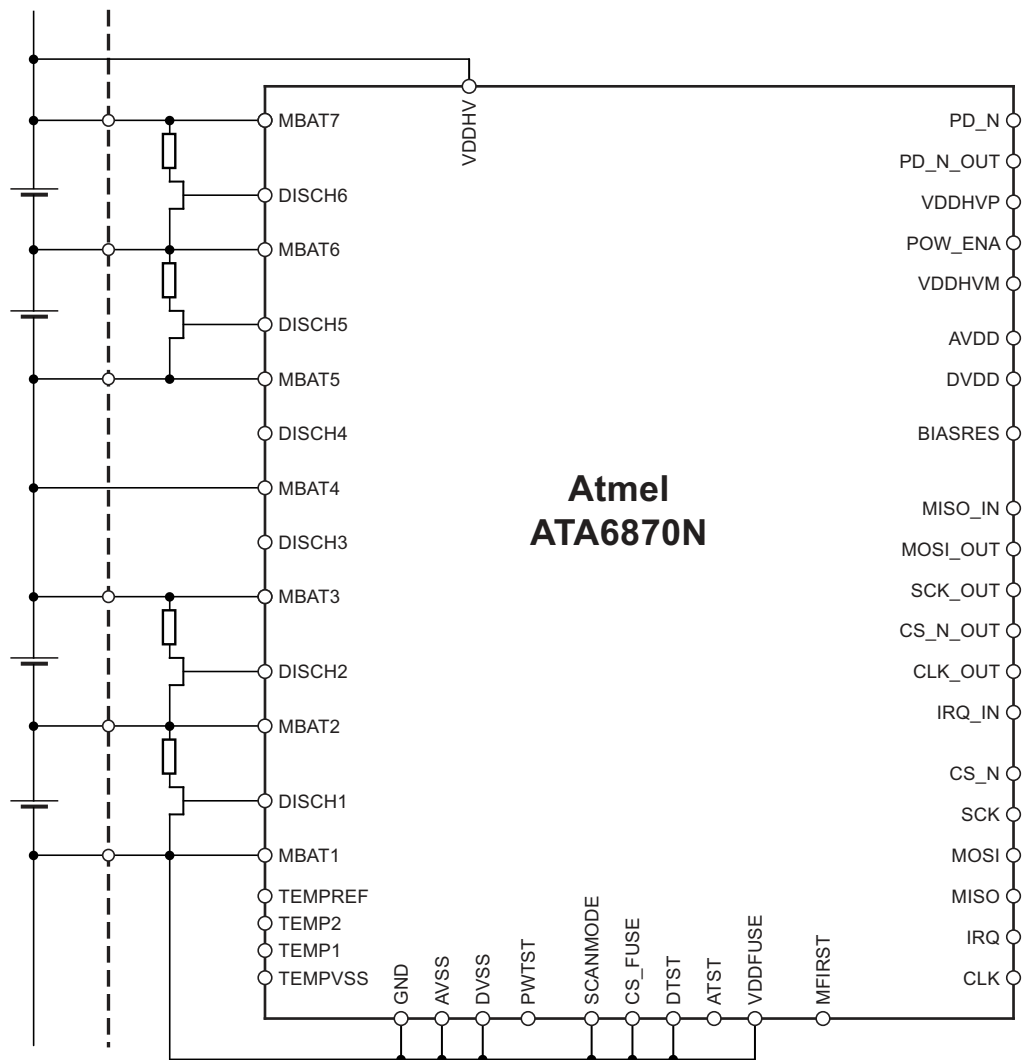 VDDHV
MBAT7
DISCH6
MBAT6
DISCH5
MBAT5
DISCH4
MBAT4
DISCH3
MBAT3
DISCH2
MBAT2
DISCH1
MBAT1
TEMPREF
TEMP2
TEMP1
TEMPVSS
Atmel
ATA6870N
PD_N
PD_N_OUT
VDDHVP
POW_ENA
VDDHVM
AVDD
DVDD
BIASRES
MISO_IN
MOSI_OUT
SCK_OUT
CS_N_OUT
CLK_OUT
IRQ_IN
CS_N
SCK
MOSI
MISO
IRQ
CLK
GND
AVSS
DVSS
PWTST
SCANMODE
CS_FUSE
DTST
ATST
VDDFUSE
MFIRST